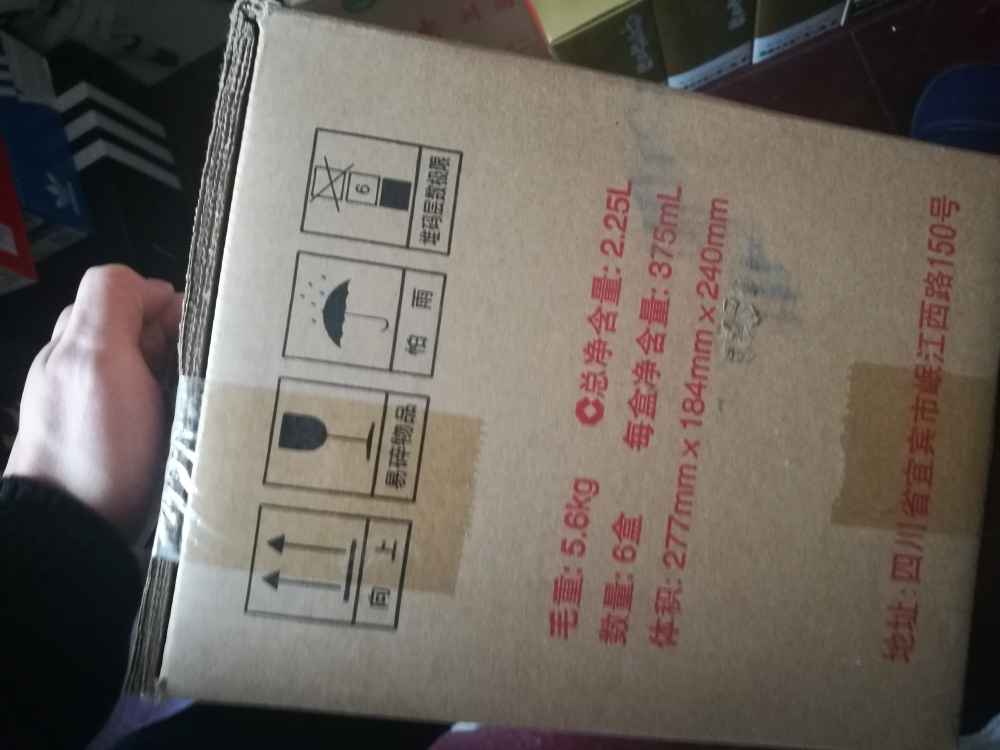 向 上
易碎物品
怕 雨
6
堆码层数极限
毛重: 5.6kg
✪总净含量: 2.25L
数量: 6盒
每盒净含量: 375mL
体积: 277mm×184mm×240mm
地址: 四川省宜宾市岷江西路150号